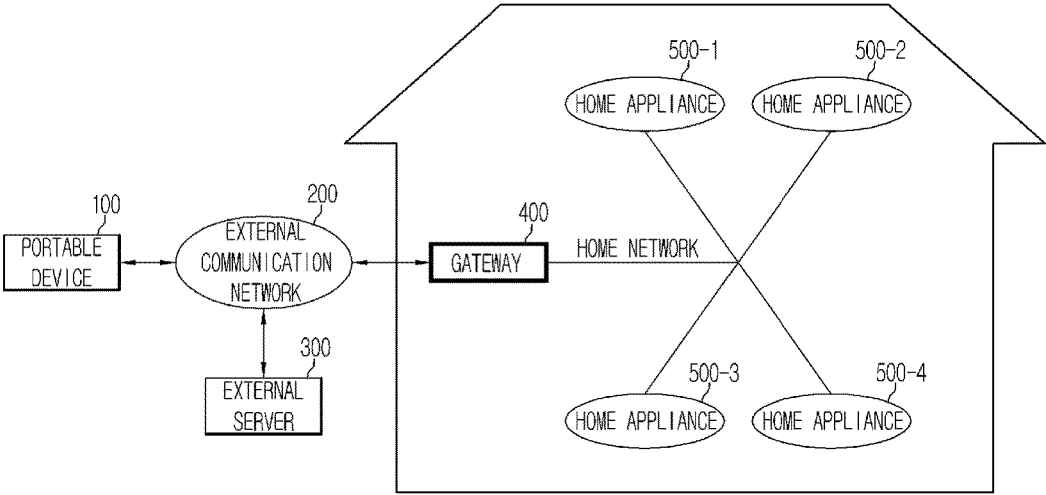 500-1
500-2
HOME APPLIANCE
HOME APPLIANCE
100
PORTABLE
DEVICE
200
EXTERNAL
COMMUNICATION
NETWORK
400
GATEWAY
HOME NETWORK
300
EXTERNAL
SERVER
500-3
500-4
HOME APPLIANCE
HOME APPLIANCE